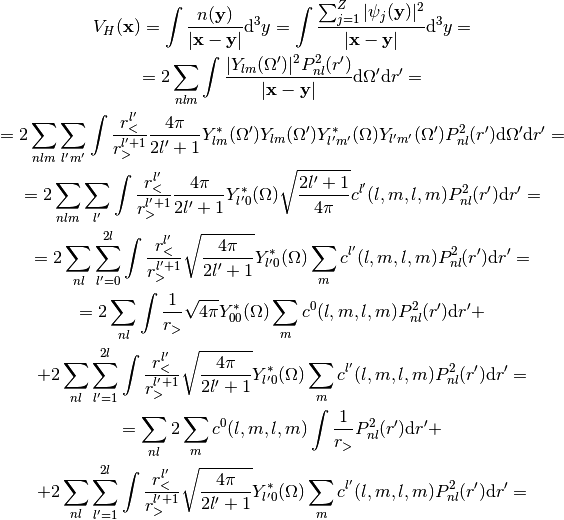 V_H(\mathbf{x}) = \int \frac{n(\mathbf{y})}{|\mathbf{x} - \mathbf{y}|} \mathrm{d}^3 y = \int \frac{\sum_{j=1}^{Z} |\psi_j(\mathbf{y})|^2}{|\mathbf{x} - \mathbf{y}|} \mathrm{d}^3 y =
= 2 \sum_{nlm} \int \frac{|Y_{lm}(\Omega')|^2 P_{nl}^2(r')}{|\mathbf{x} - \mathbf{y}|} \mathrm{d}\Omega' \mathrm{d}r' =
= 2 \sum_{nlm} \sum_{l'm'} \int \frac{r_<^{l'}}{r_>^{l'+1}} \frac{4\pi}{2l'+1} Y_{lm}^*(\Omega') Y_{lm}(\Omega') Y_{l'm'}^*(\Omega) Y_{l'm'}(\Omega') P_{nl}^2(r') \mathrm{d}\Omega' \mathrm{d}r' =
= 2 \sum_{nlm} \sum_{l'} \int \frac{r_<^{l'}}{r_>^{l'+1}} \frac{4\pi}{2l'+1} Y_{l'0}^*(\Omega) \sqrt{\frac{2l'+1}{4\pi}} c^{l'}(l, m, l, m) P_{nl}^2(r') \mathrm{d}r' =
= 2 \sum_{nl} \sum_{l'=0}^{2l} \int \frac{r_<^{l'}}{r_>^{l'+1}} \sqrt{\frac{4\pi}{2l'+1}} Y_{l'0}^*(\Omega) \sum_m c^{l'}(l, m, l, m) P_{nl}^2(r') \mathrm{d}r' =
= 2 \sum_{nl} \int \frac{1}{r_>} \sqrt{4\pi} Y_{00}^*(\Omega) \sum_m c^0(l, m, l, m) P_{nl}^2(r') \mathrm{d}r' +
+ 2 \sum_{nl} \sum_{l'=1}^{2l} \int \frac{r_<^{l'}}{r_>^{l'+1}} \sqrt{\frac{4\pi}{2l'+1}} Y_{l'0}^*(\Omega) \sum_m c^{l'}(l, m, l, m) P_{nl}^2(r') \mathrm{d}r' =
= \sum_{nl} 2 \sum_m c^0(l, m, l, m) \int \frac{1}{r_>} P_{nl}^2(r') \mathrm{d}r' +
+ 2 \sum_{nl} \sum_{l'=1}^{2l} \int \frac{r_<^{l'}}{r_>^{l'+1}} \sqrt{\frac{4\pi}{2l'+1}} Y_{l'0}^*(\Omega) \sum_m c^{l'}(l, m, l, m) P_{nl}^2(r') \mathrm{d}r' =